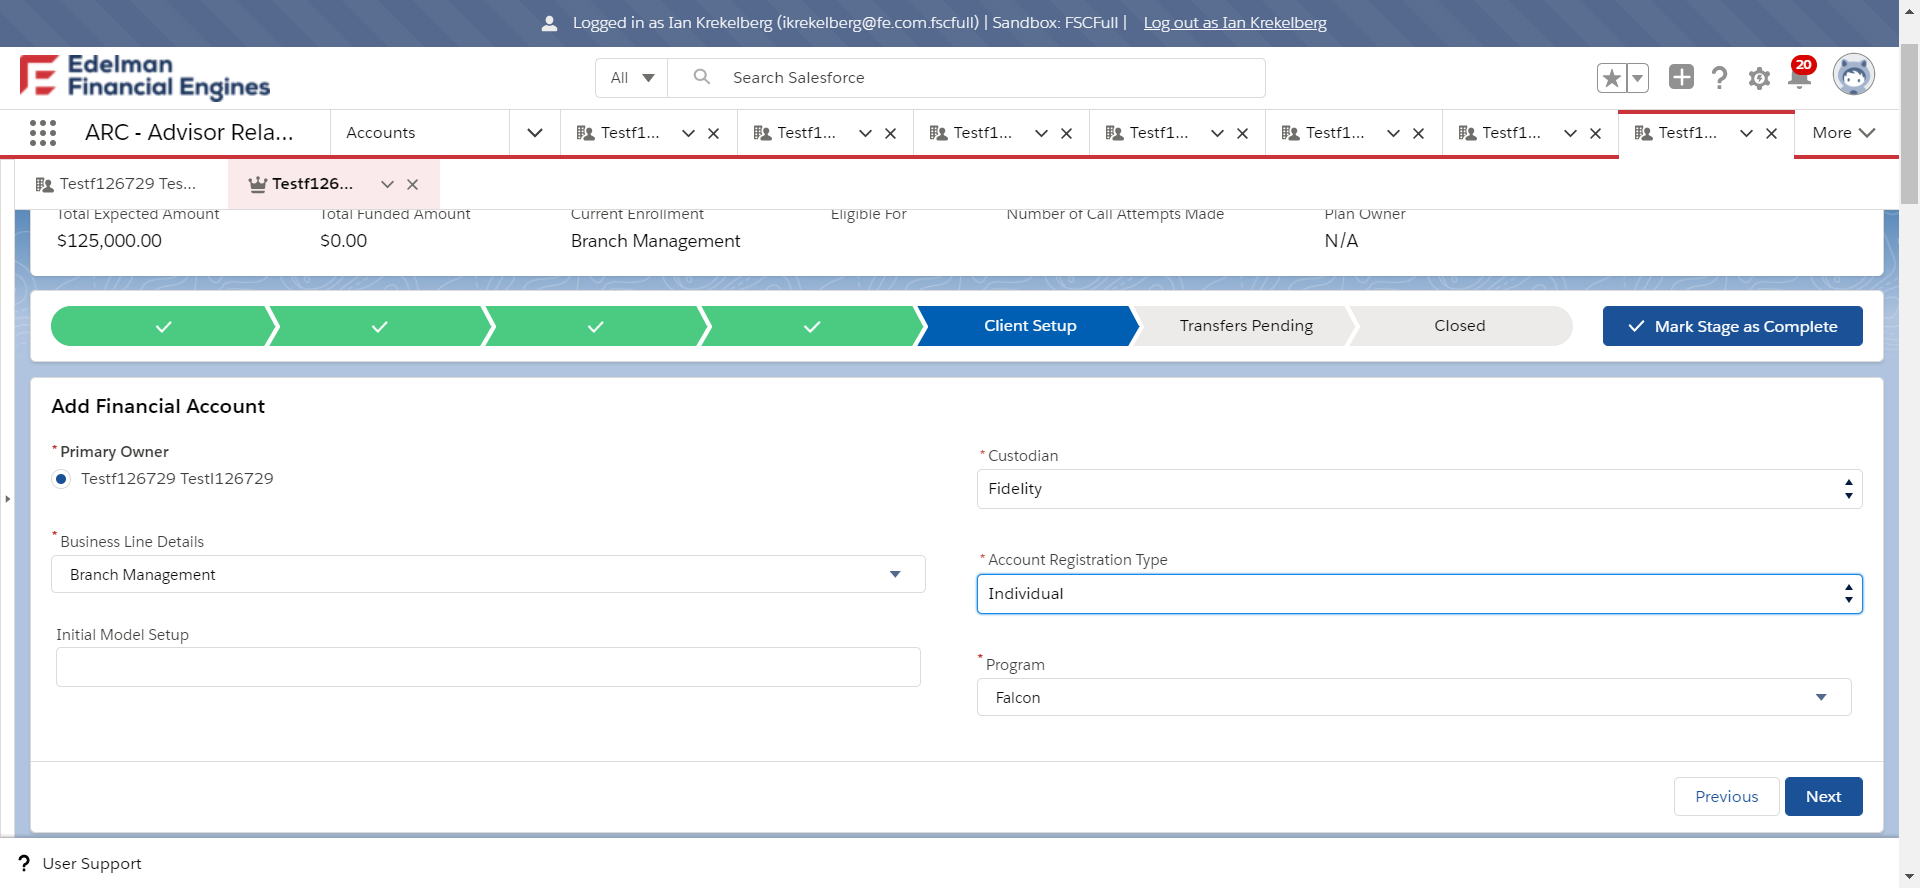 Logged in as Ian Krekelberg (ikrekelberg@fe.com.fscfull) | Sandbox: FSCFull | Log out as Ian Krekelberg
Edelman
Financial Engines
All
Search Salesforce
20
ARC - Advisor Rela...
Accounts
Testf1...
Testf1...
Testf1...
Testf1...
Testf1...
Testf1...
Testf1...
More
Testf126729 Tes...
Testf126...
Total Expected Amount
Total Funded Amount
Current Enrollment
Eligible For
Number of Call Attempts Made
Plan Owner
$125,000.00
$0.00
Branch Management
N/A
Client Setup
Transfers Pending
Closed
Mark Stage as Complete
Add Financial Account
* Primary Owner
Testf126729 Testl126729
* Custodian
Fidelity
* Business Line Details
Branch Management
* Account Registration Type
Individual
Initial Model Setup
* Program
Falcon
Previous
Next
? User Support